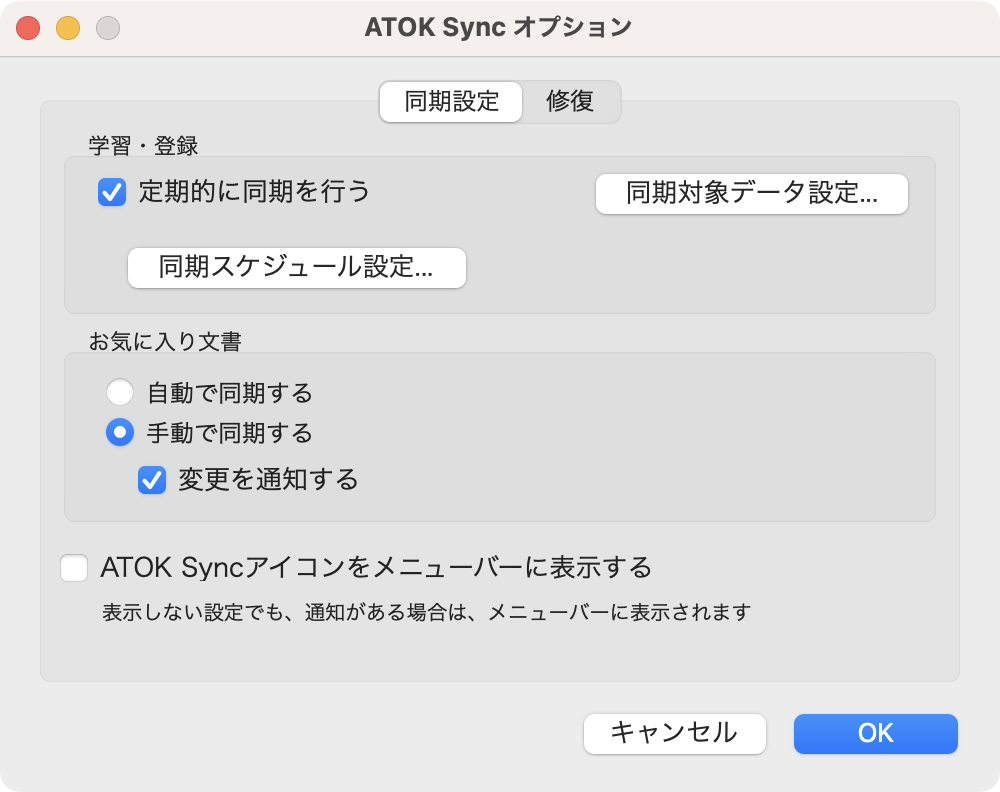 ATOK Sync オプション
同期設定 修復
学習・登録
定期的に同期を行う 同期対象データ設定...
同期スケジュール設定...
お気に入り文書
自動で同期する
手動で同期する
変更を通知する
ATOK Syncアイコンをメニューバーに表示する
表示しない設定でも、通知がある場合は、メニューバーに表示されます
キャンセル OK